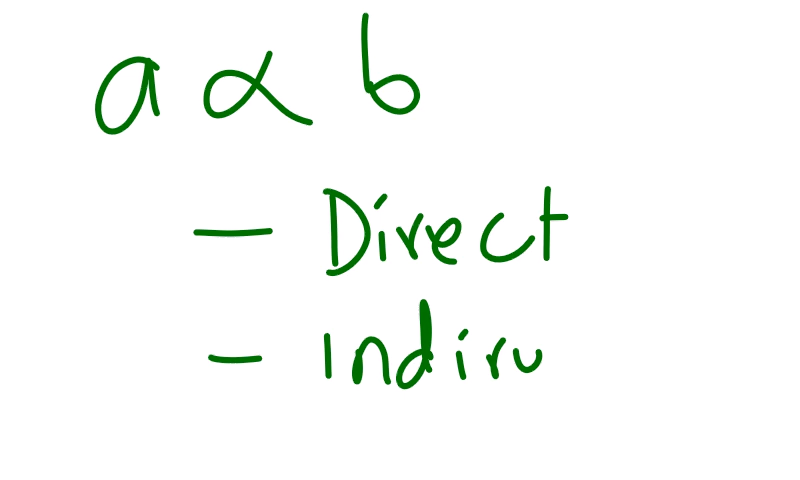 a ∝ b
— Direct
- Indiru